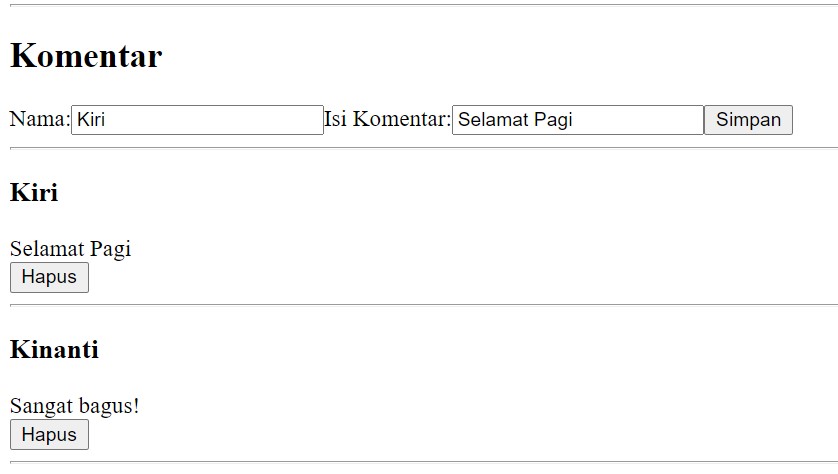 Komentar
Nama: Kiri Isi Komentar: Selamat Pagi Simpan
Kiri
Selamat Pagi
Hapus
Kinanti
Sangat bagus!
Hapus